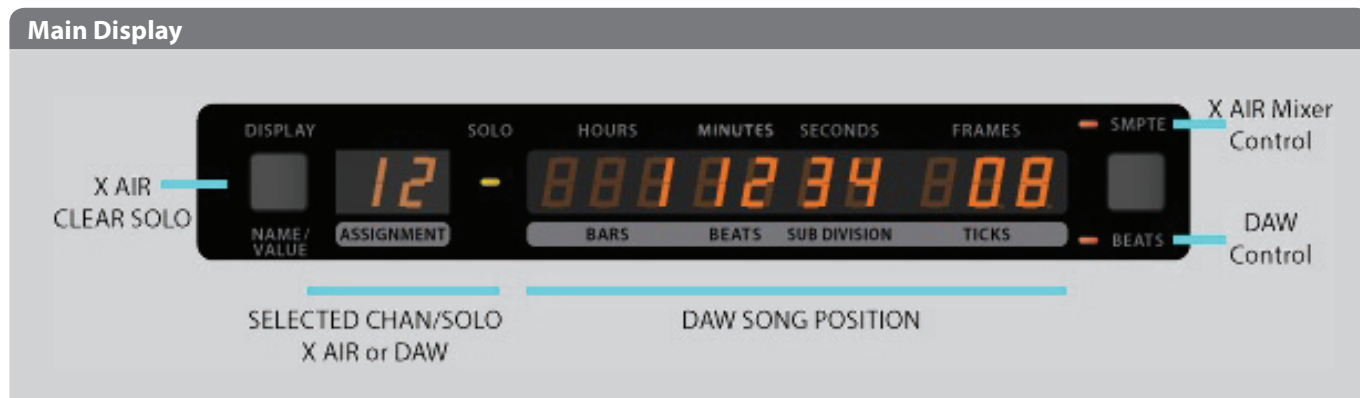 Main Display
DISPLAY
SOLO
HOURS
MINUTES
SECONDS
FRAMES
SMPTE
X AIR Mixer
Control
X AIR
CLEAR SOLO
12
1 12 34 08
NAME/
VALUE
ASSIGNMENT
BARS
BEATS
SUB DIVISION
TICKS
BEATS
DAW
Control
SELECTED CHAN/SOLO
X AIR or DAW
DAW SONG POSITION